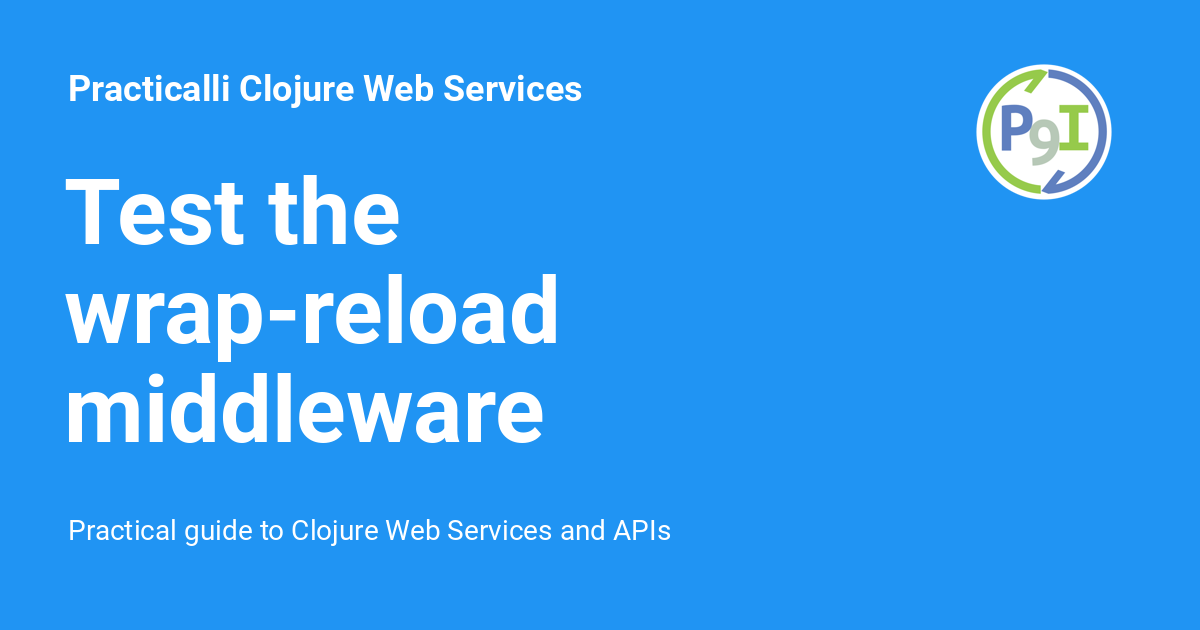 Practicalli Clojure Web Services
P9I
Test the
wrap-reload
middleware
Practical guide to Clojure Web Services and APIs